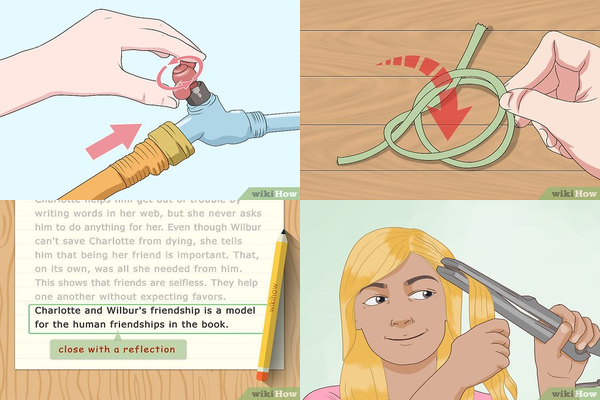 wikiHow
wikiHow
Charlotte helps him get out of trouble by
writing words in her web, but she never asks
him to do anything for her. Even though Wilbur
can't save Charlotte from dying, she tells
him that being her friend is important. That,
on its own, was all she needed from him.
This shows that friends are selfless. They help
one another without expecting favors.
Charlotte and Wilbur's friendship is a model
for the human friendships in the book.
close with a reflection
wikihow
wikiHow
wikiHow